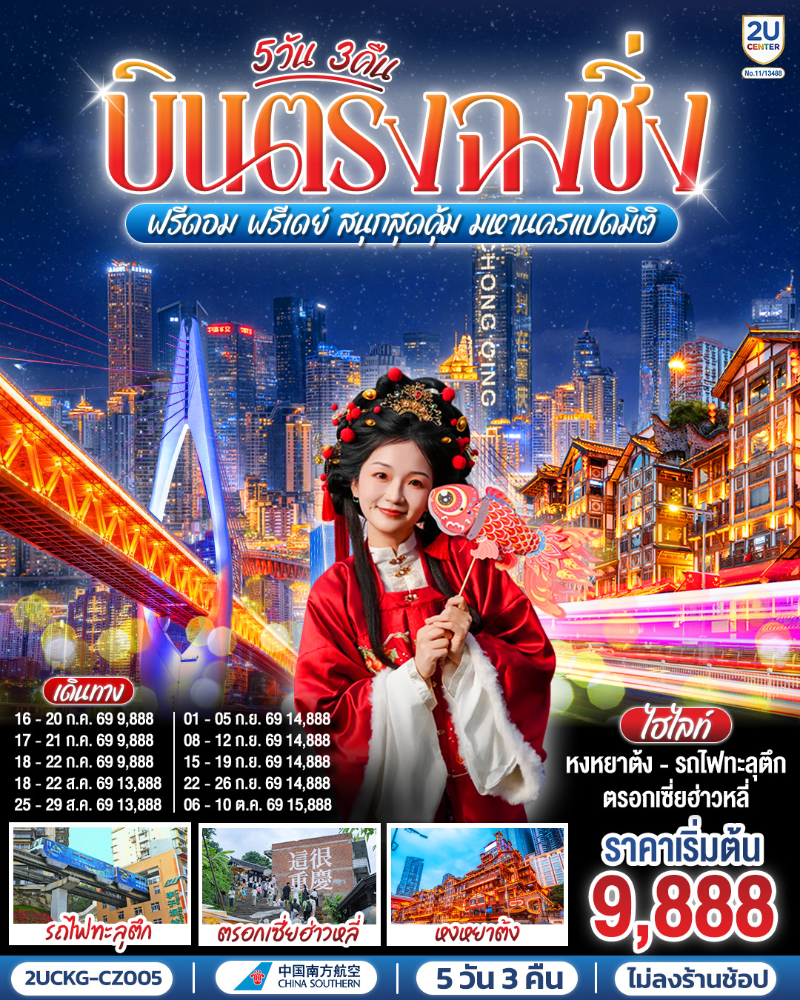 2U
CENTER
No.11/13488
5วัน 3คืน
บินตรงฉงชิ่ง
ฟรีดอม ฟรีเดย์ สนุกสุดคุ้ม มหานครแปดมิติ
CHONGQING
เดินทาง
16 - 20 ก.ค. 69 9,888
17 - 21 ก.ค. 69 9,888
18 - 22 ก.ค. 69 9,888
18 - 22 ส.ค. 69 13,888
25 - 29 ส.ค. 69 13,888
01 - 05 ก.ย. 69 14,888
08 - 12 ก.ย. 69 14,888
15 - 19 ก.ย. 69 14,888
22 - 26 ก.ย. 69 14,888
06 - 10 ต.ค. 69 15,888
ไฮไลท์
หงหยาต้ง - รถไฟทะลุตึก
ตรอกเซี่ยฮ่าวหลี่
ราคาเริ่มต้น
9,888
這很
重慶
รถไฟทะลุตึก
ตรอกเซี่ยฮ่าวหลี่
หงหยาต้ง
2UCKG-CZ005
中国南方航空
CHINA SOUTHERN
5 วัน 3 คืน
ไม่ลงร้านช้อป